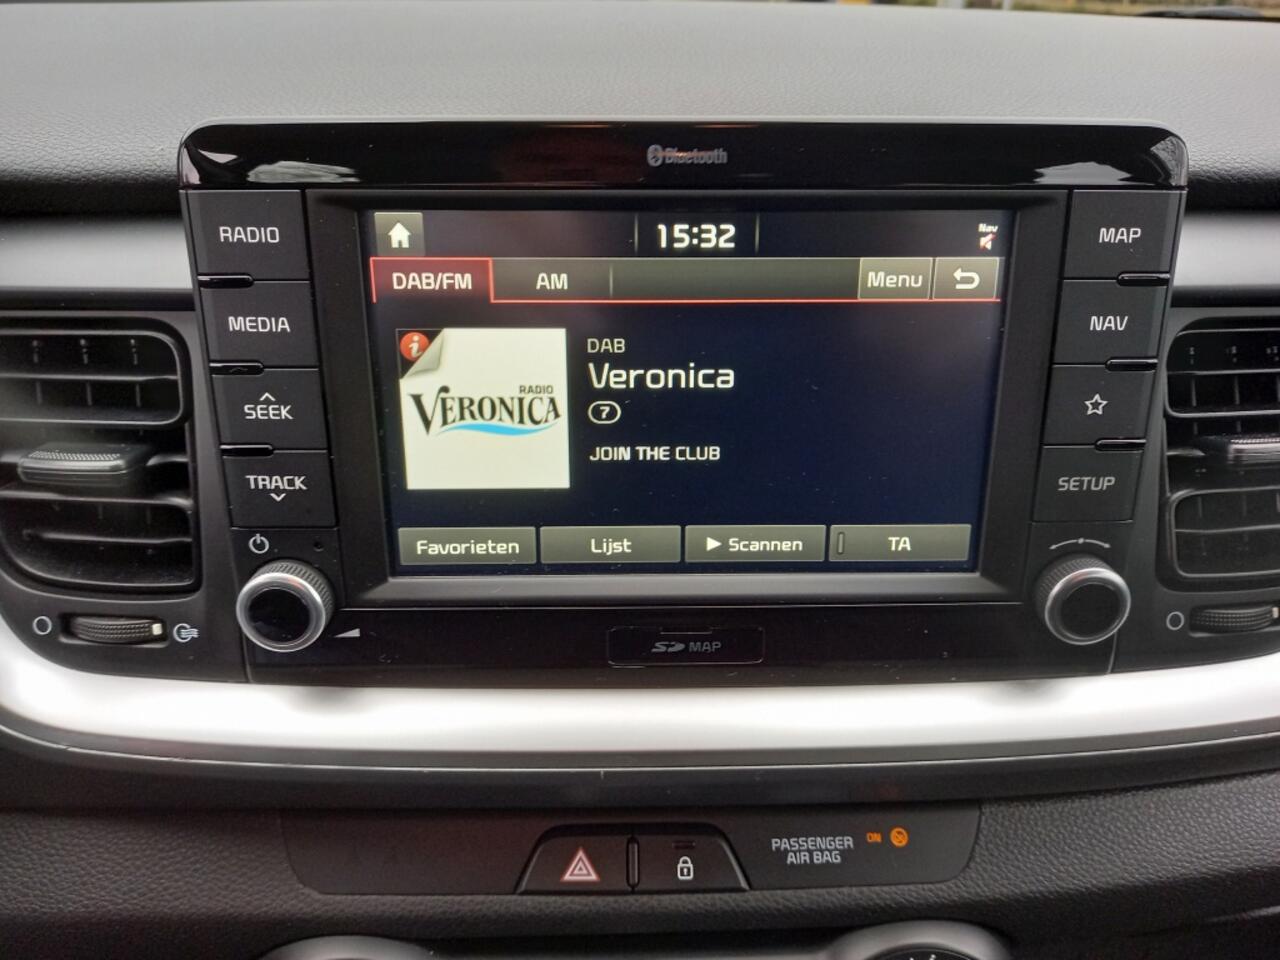 Bluetooth
RADIO
MEDIA
SEEK
TRACK
15:32
Nav
DAB/FM
AM
Menu
i
RADIO
VERONICA
DAB
Veronica
7
JOIN THE CLUB
Favorieten
Lijst
Scannen
TA
MAP
NAV
SETUP
SD MAP
PASSENGER
AIR BAG
ON